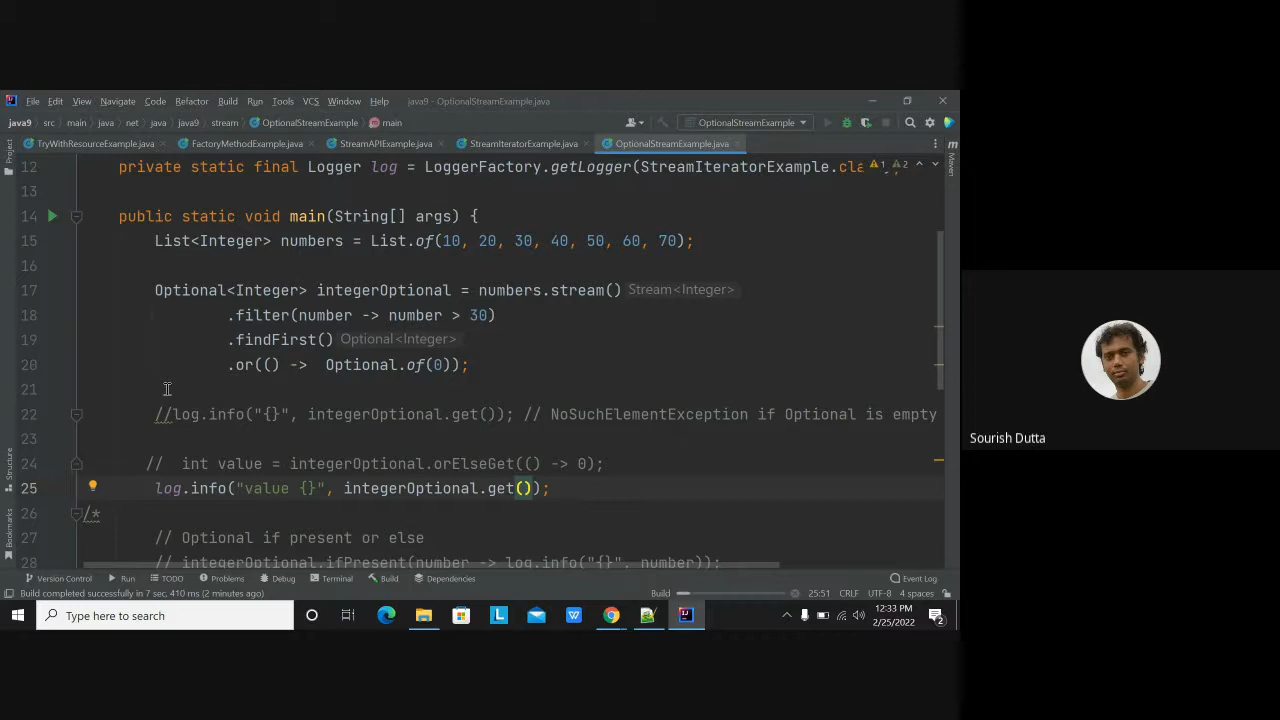 File Edit View Navigate Code Refactor Build Run Tools VCS Window Help java9 - OptionalStreamExample.java
java9 src main java net java java9 stream OptionalStreamExample main OptionalStreamExample
TryWithResourceExample.java FactoryMethodExample.java StreamAPIExample.java StreamIteratorExample.java OptionalStreamExample.java
Project
Maven
12 private static final Logger log = LoggerFactory.getLogger(StreamIteratorExample.cla 1 2
13
14 public static void main(String[] args) {
15 List<Integer> numbers = List.of(10, 20, 30, 40, 50, 60, 70);
16
17 Optional<Integer> integerOptional = numbers.stream() Stream<Integer>
18 .filter(number -> number > 30)
19 .findFirst() Optional<Integer>
20 .or(() -> Optional.of(0));
21
22 //log.info("{}", integerOptional.get()); // NoSuchElementException if Optional is empty
23
24 // int value = integerOptional.orElseGet(() -> 0);
25 log.info("value {}", integerOptional.get());
26 /*
27 // Optional if present or else
28 // integerOptional.ifPresent(number -> log.info("{}", number));
Structure
Bookmarks
Version Control Run TODO Problems Debug Terminal Build Dependencies Event Log
Build completed successfully in 7 sec, 410 ms (2 minutes ago) Build 25:51 CRLF UTF-8 4 spaces
Type here to search
12:33 PM
2/25/2022
2
Sourish Dutta